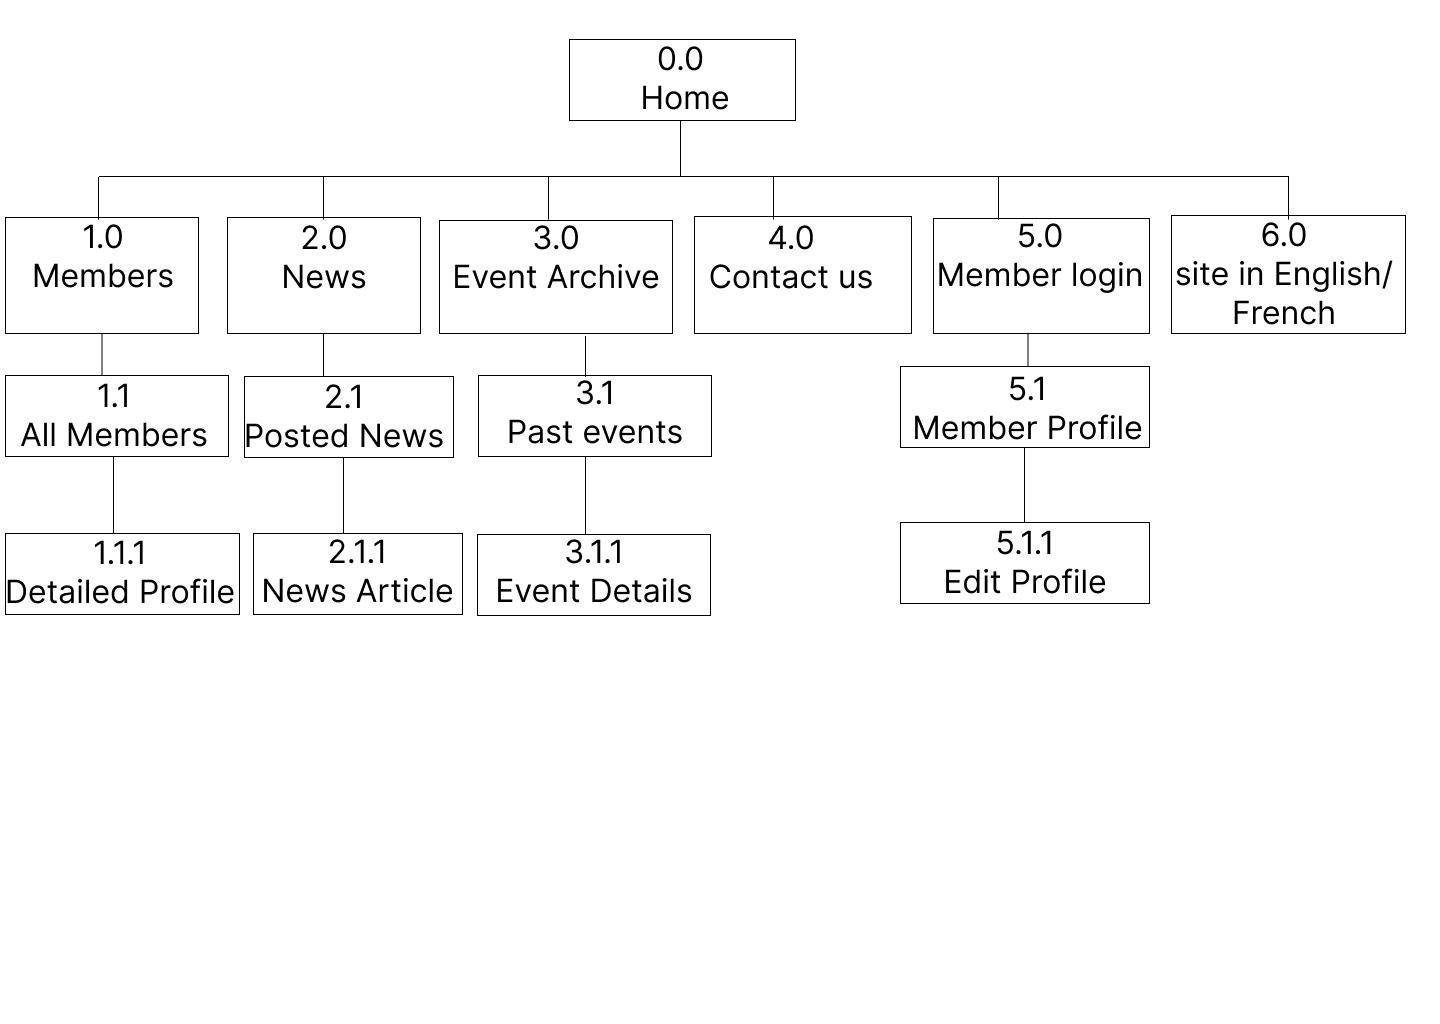 0.0
Home
1.0
Members
2.0
News
3.0
Event Archive
4.0
Contact us
5.0
Member login
6.0
site in English/
French
1.1
All Members
2.1
Posted News
3.1
Past events
5.1
Member Profile
1.1.1
Detailed Profile
2.1.1
News Article
3.1.1
Event Details
5.1.1
Edit Profile